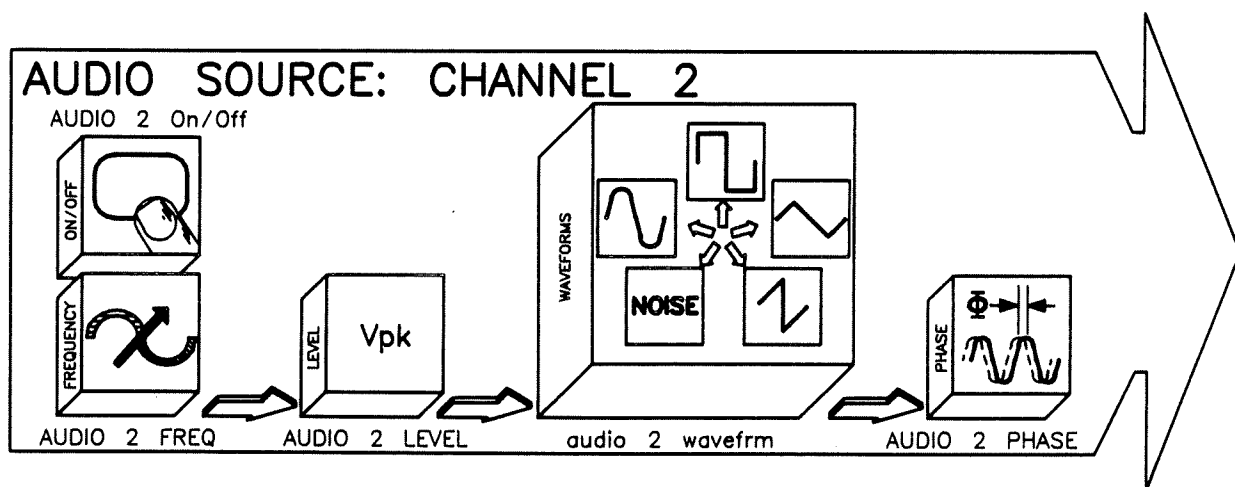 AUDIO SOURCE: CHANNEL 2
AUDIO 2 On/Off
ON/OFF
FREQUENCY
AUDIO 2 FREQ
LEVEL
Vpk
AUDIO 2 LEVEL
WAVEFORMS
NOISE
audio 2 wavefrm
PHASE
Φ
AUDIO 2 PHASE